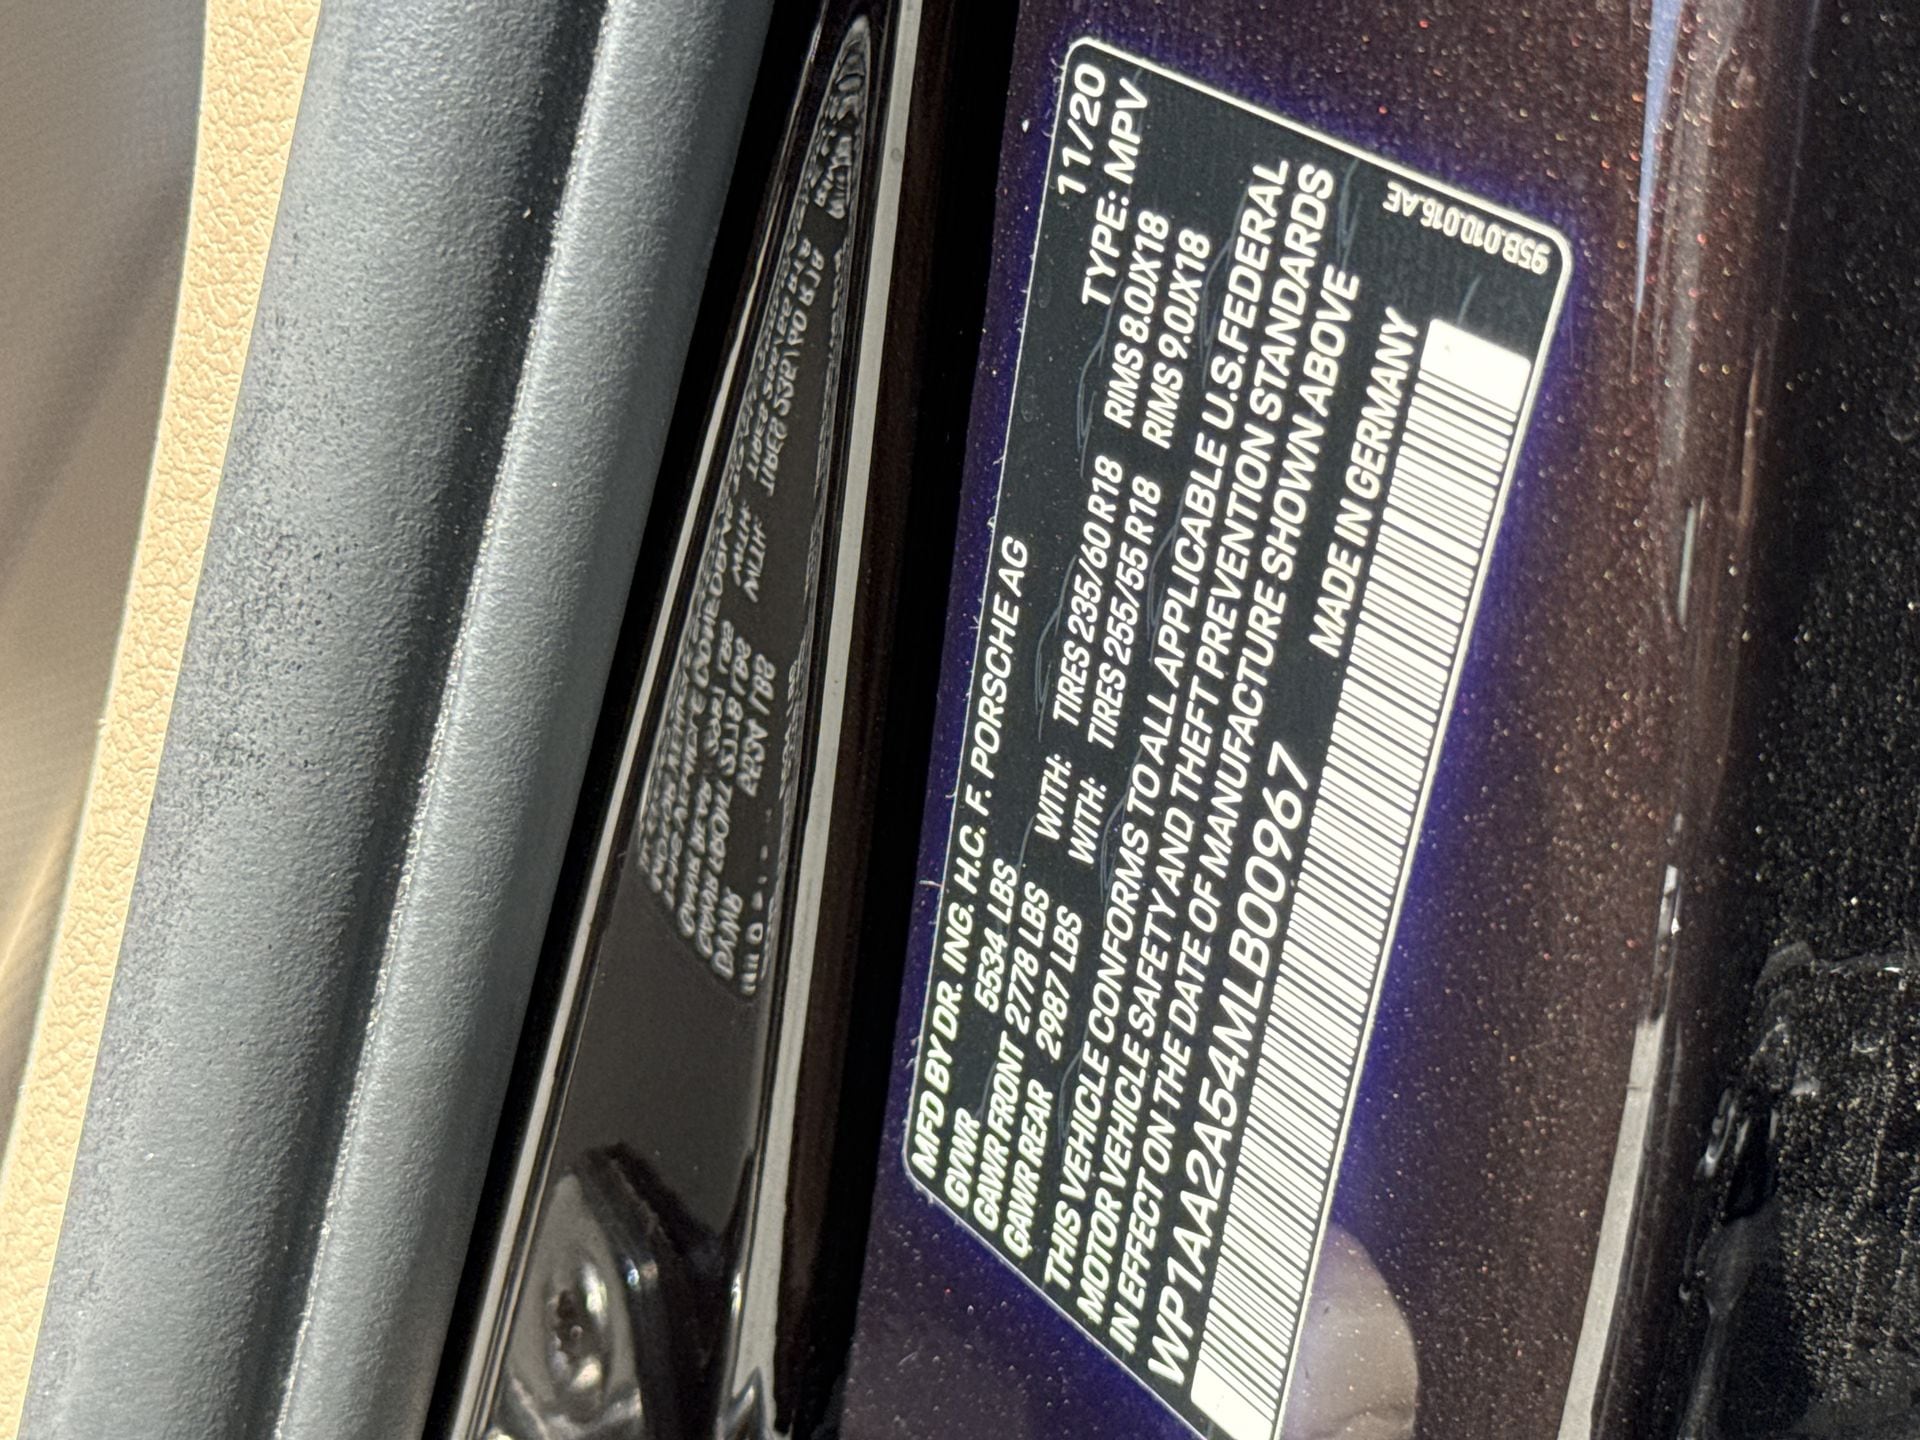 MFD BY DR. ING. H.C. F. PORSCHE AG 11/20
GVWR 5534 LBS TYPE: MPV
GAWR FRONT 2778 LBS WITH: TIRES 235/60 R18 RIMS 8.0JX18
GAWR REAR 2987 LBS WITH: TIRES 255/55 R18 RIMS 9.0JX18
THIS VEHICLE CONFORMS TO ALL APPLICABLE U.S.FEDERAL
MOTOR VEHICLE SAFETY AND THEFT PREVENTION STANDARDS
IN EFFECT ON THE DATE OF MANUFACTURE SHOWN ABOVE
WP1AA2A54MLB00967 MADE IN GERMANY
95B.010.016.AE